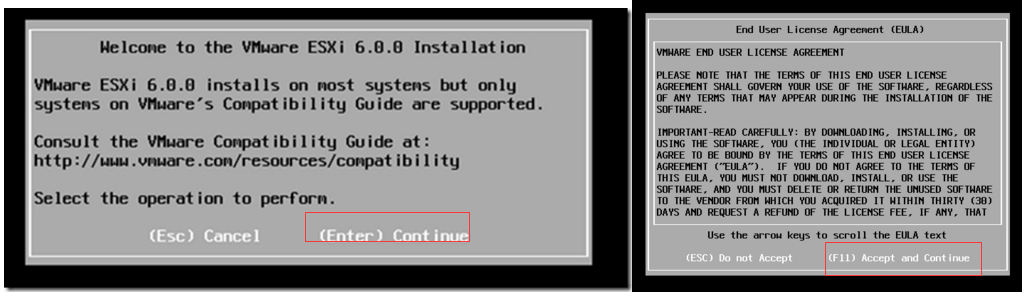 Welcome to the VMware ESXi 6.0.0 Installation
VMware ESXi 6.0.0 installs on most systems but only
systems on VMware's Compatibility Guide are supported.
Consult the VMware Compatibility Guide at:
http://www.vmware.com/resources/compatibility
Select the operation to perform.
(Esc) Cancel (Enter) Continue
End User License Agreement (EULA)
VMWARE END USER LICENSE AGREEMENT
PLEASE NOTE THAT THE TERMS OF THIS END USER LICENSE
AGREEMENT SHALL GOVERN YOUR USE OF THE SOFTWARE, REGARDLESS
OF ANY TERMS THAT MAY APPEAR DURING THE INSTALLATION OF THE
SOFTWARE.
IMPORTANT-READ CAREFULLY: BY DOWNLOADING, INSTALLING, OR
USING THE SOFTWARE, YOU (THE INDIVIDUAL OR LEGAL ENTITY)
AGREE TO BE BOUND BY THE TERMS OF THIS END USER LICENSE
AGREEMENT ("EULA"). IF YOU DO NOT AGREE TO THE TERMS OF
THIS EULA, YOU MUST NOT DOWNLOAD, INSTALL, OR USE THE
SOFTWARE, AND YOU MUST DELETE OR RETURN THE UNUSED SOFTWARE
TO THE VENDOR FROM WHICH YOU ACQUIRED IT WITHIN THIRTY (30)
DAYS AND REQUEST A REFUND OF THE LICENSE FEE, IF ANY, THAT
Use the arrow keys to scroll the EULA text
(ESC) Do not Accept (F11) Accept and Continue